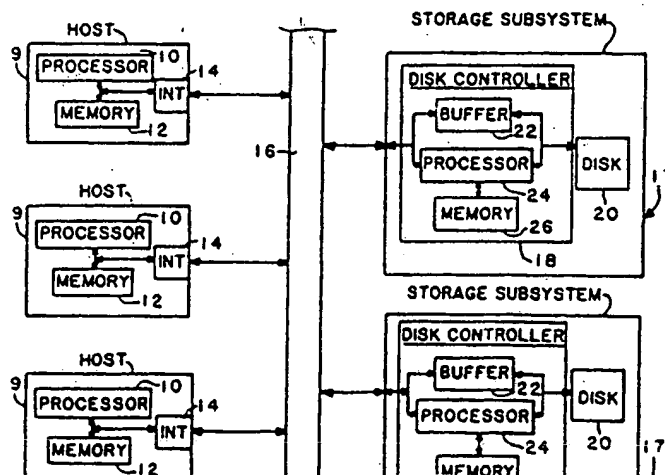 HOST
9
10
PROCESSOR
14
INT
MEMORY
12
HOST
9
10
PROCESSOR
14
INT
MEMORY
12
HOST
9
10
PROCESSOR
14
INT
MEMORY
12
16
STORAGE SUBSYSTEM
DISK CONTROLLER
BUFFER
22
PROCESSOR
24
MEMORY
26
18
DISK
20
STORAGE SUBSYSTEM
DISK CONTROLLER
BUFFER
22
PROCESSOR
24
MEMORY
DISK
20
17